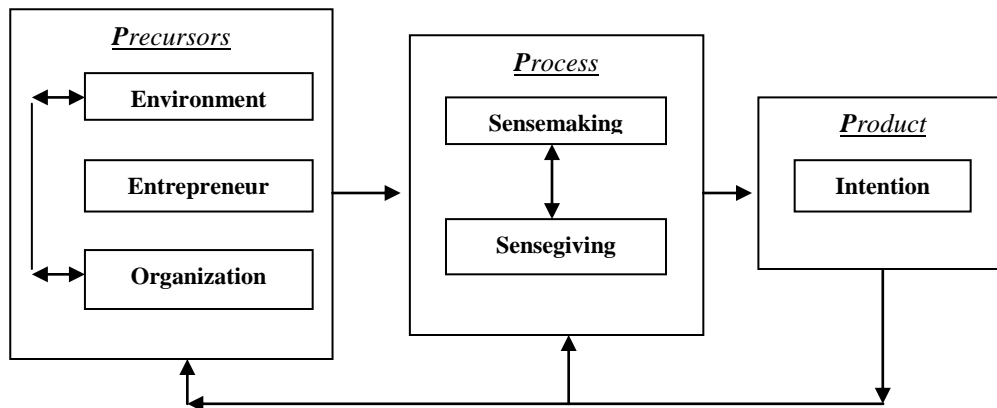 Precursors
Environment
Entrepreneur
Organization
Process
Sensemaking
Sensegiving
Product
Intention